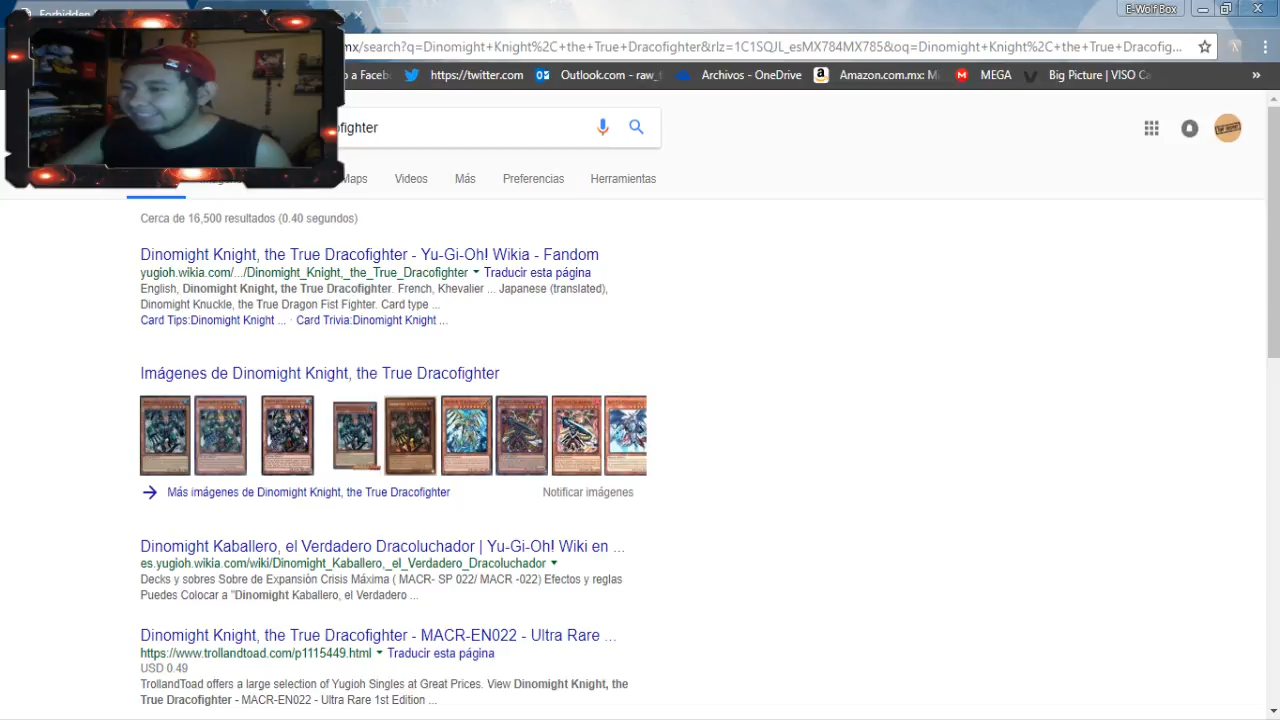 Forbidden
E-Wolf Box
mx/search?q=Dinomight+Knight%2C+the+True+Dracofighter&rlz=1C1SQJL_esMX784MX785&oq=Dinomight+Knight%2C+the+True+Dracofig...
o a Faceb
https://twitter.com
Outlook.com - raw_t
Archivos - OneDrive
Amazon.com.mx: M
MEGA
Big Picture | VISO Ca
»
ofighter
Maps
Videos
Más
Preferencias
Herramientas
Cerca de 16,500 resultados (0.40 segundos)
Dinomight Knight, the True Dracofighter - Yu-Gi-Oh! Wikia - Fandom
yugioh.wikia.com/.../Dinomight_Knight,_the_True_Dracofighter Traducir esta página
English, Dinomight Knight, the True Dracofighter. French, Khevalier ... Japanese (translated),
Dinomight Knuckle, the True Dragon Fist Fighter. Card type ...
Card Tips:Dinomight Knight ... · Card Trivia:Dinomight Knight ...
Imágenes de Dinomight Knight, the True Dracofighter
Más imágenes de Dinomight Knight, the True Dracofighter
Notificar imágenes
Dinomight Kaballero, el Verdadero Dracoluchador | Yu-Gi-Oh! Wiki en ...
es.yugioh.wikia.com/wiki/Dinomight_Kaballero,_el_Verdadero_Dracoluchador
Decks y sobres Sobre de Expansión Crisis Máxima ( MACR- SP 022/ MACR -022) Efectos y reglas
Puedes Colocar a "Dinomight Kaballero, el Verdadero ...
Dinomight Knight, the True Dracofighter - MACR-EN022 - Ultra Rare ...
https://www.trollandtoad.com/p1115449.html Traducir esta página
USD 0.49
TrollandToad offers a large selection of Yugioh Singles at Great Prices. View Dinomight Knight, the
True Dracofighter - MACR-EN022 - Ultra Rare 1st Edition ...